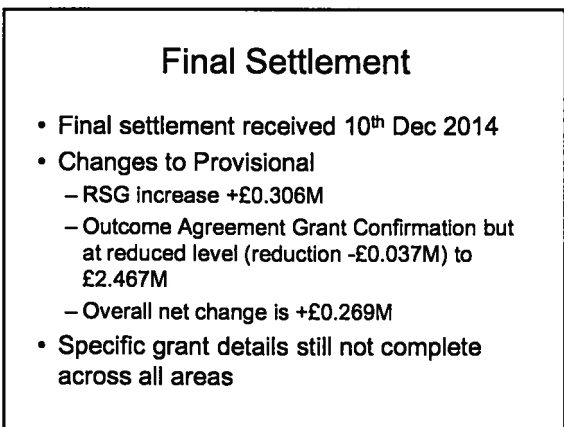 Final Settlement
• Final settlement received 10th Dec 2014
• Changes to Provisional
– RSG increase +£0.306M
– Outcome Agreement Grant Confirmation but
at reduced level (reduction -£0.037M) to
£2.467M
– Overall net change is +£0.269M
• Specific grant details still not complete
across all areas